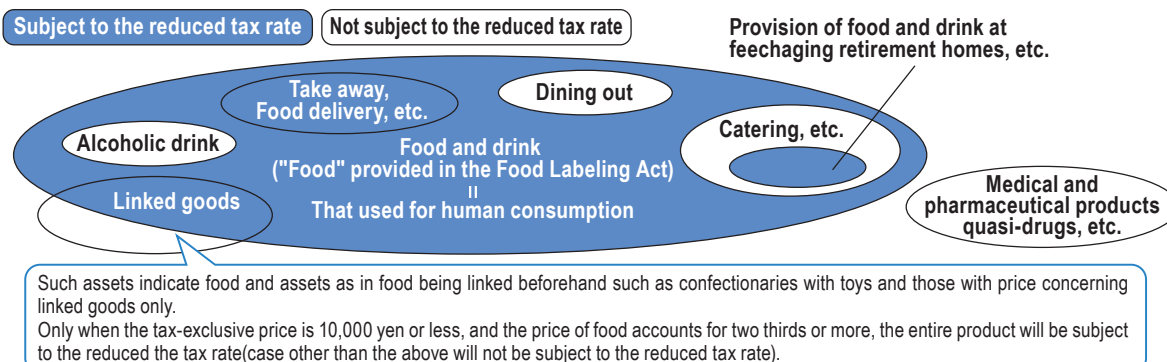 Subject to the reduced tax rate
Not subject to the reduced tax rate
Provision of food and drink at
feechaging retirement homes, etc.
Take away,
Food delivery, etc.
Dining out
Catering, etc.
Alcoholic drink
Food and drink
("Food" provided in the Food Labeling Act)
=
That used for human consumption
Linked goods
Medical and
pharmaceutical products
quasi-drugs, etc.
Such assets indicate food and assets as in food being linked beforehand such as confectionaries with toys and those with price concerning
linked goods only.
Only when the tax-exclusive price is 10,000 yen or less, and the price of food accounts for two thirds or more, the entire product will be subject
to the reduced the tax rate(case other than the above will not be subject to the reduced tax rate).